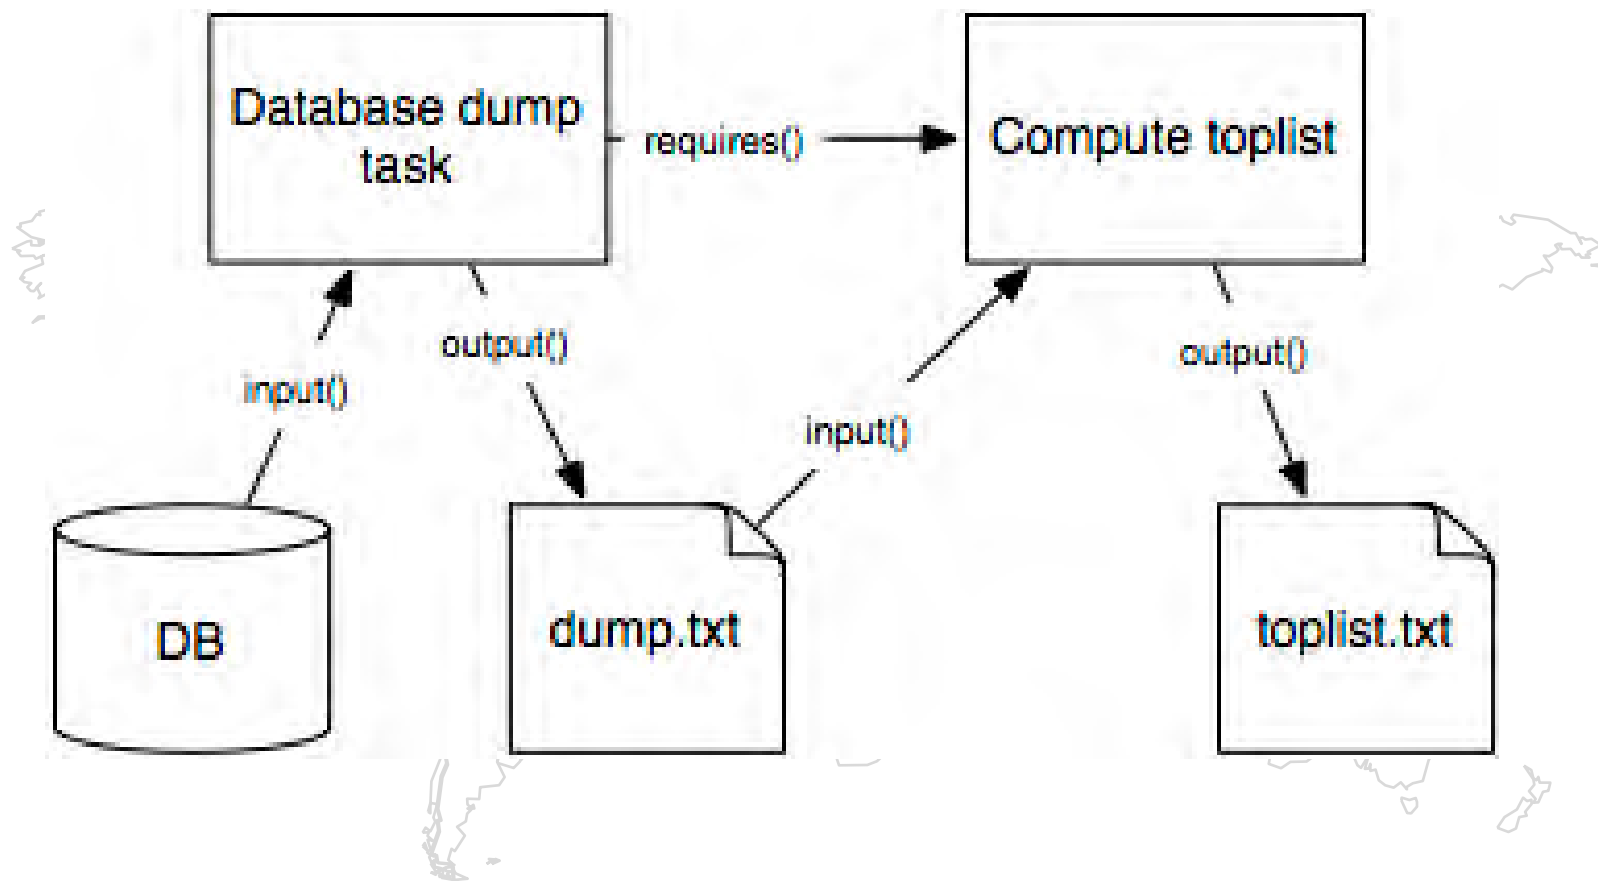 Database dump
task
requires()
Compute toplist
input()
output()
input()
output()
DB
dump.txt
toplist.txt